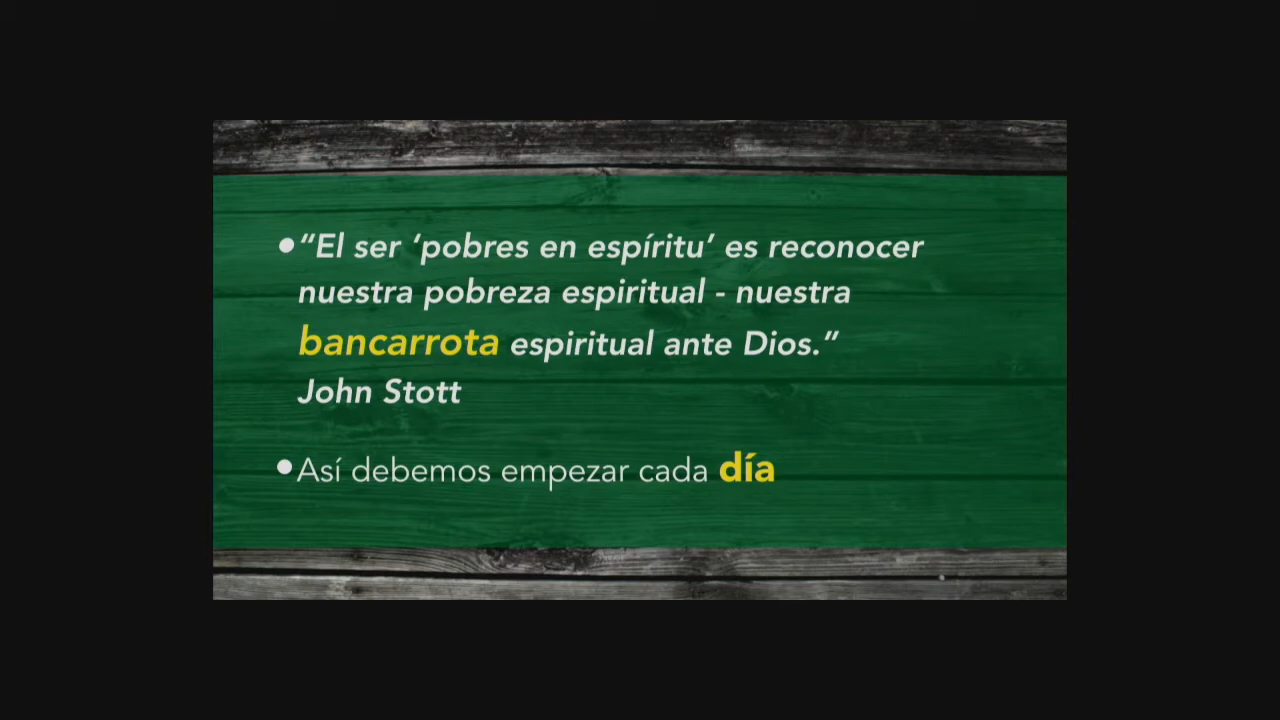 •“El ser ‘pobres en espíritu’ es reconocer
nuestra pobreza espiritual - nuestra
bancarrota espiritual ante Dios.”
John Stott
•Así debemos empezar cada día